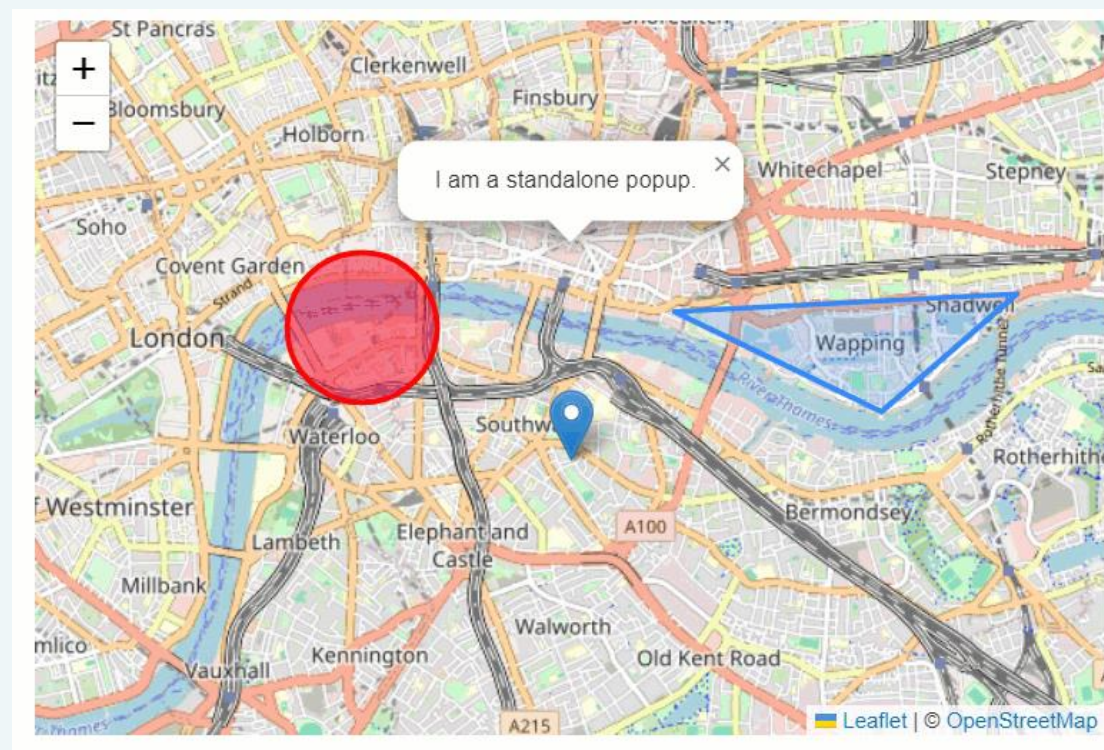 St Pancras
+
Clerkenwell
Bloomsbury
Finsbury
−
Holborn
I am a standalone popup.
×
Whitechapel
Stepney
Soho
Covent Garden
Strand
Shadwell
London
Wapping
River Thames
Rotherhithe Tunnel
Southw
Waterloo
Rotherhithe
f Westminster
Bermondsey
A100
Elephant and
Castle
Lambeth
Millbank
Walworth
mlico
Kennington
Old Kent Road
Vauxhall
A215
Leaflet | © OpenStreetMap